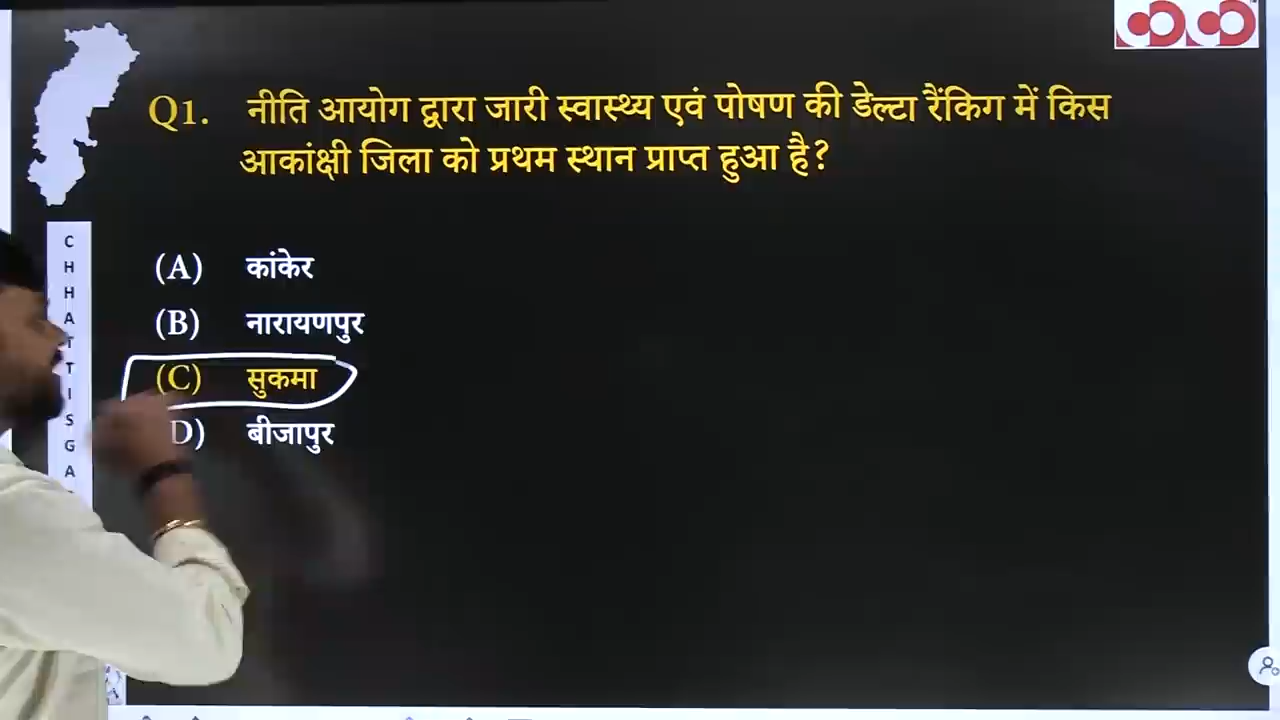 Q1. नीति आयोग द्वारा जारी स्वास्थ्य एवं पोषण की डेल्टा रैंकिग में किस
आकांक्षी जिला को प्रथम स्थान प्राप्त हुआ है?
(A) कांकेर
(B) नारायणपुर
(C) सुकमा
D) बीजापुर
C
H
H
A
T
T
I
S
G
A